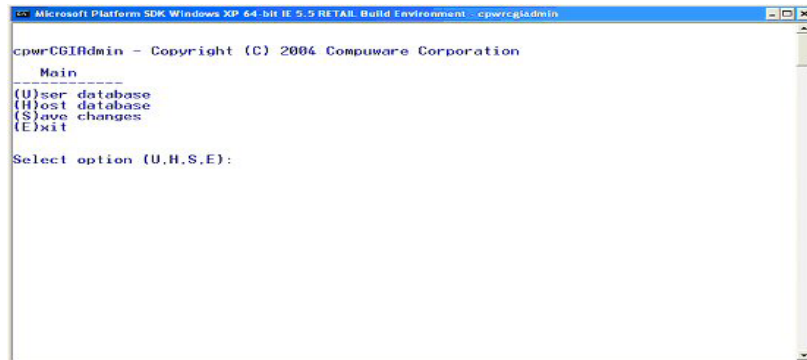 Microsoft Platform SDK Windows XP 64-bit IE 5.5 RETAIL Build Environment - cpwrcgiadmin
cpwrCGIAdmin - Copyright (C) 2004 Compuware Corporation
Main
------------
(U)ser database
(H)ost database
(S)ave changes
(E)xit
Select option (U,H,S,E):